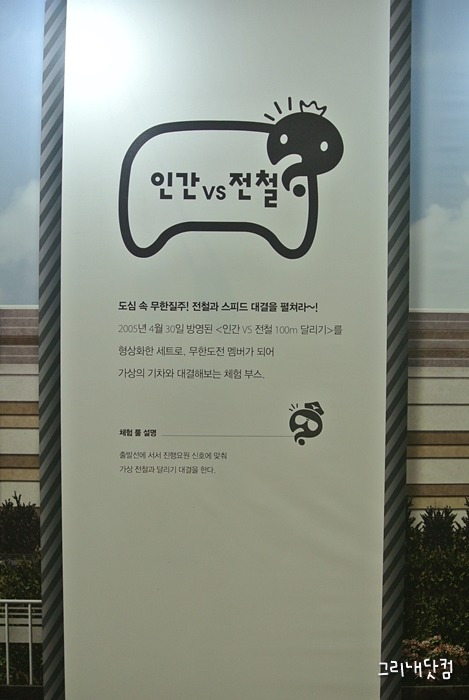 인간 VS 전철
도심 속 무한질주! 전철과 스피드 대결을 펼쳐라~!
2005년 4월 30일 방영된 <인간 VS 전철 100m 달리기>를
형상화한 세트로, 무한도전 멤버가 되어
가상의 기차와 대결해보는 체험 부스.
체험 룰 설명
출발선에 서서 진행요원 신호에 맞춰
가상 전철과 달리기 대결을 한다.
그리내닷컴